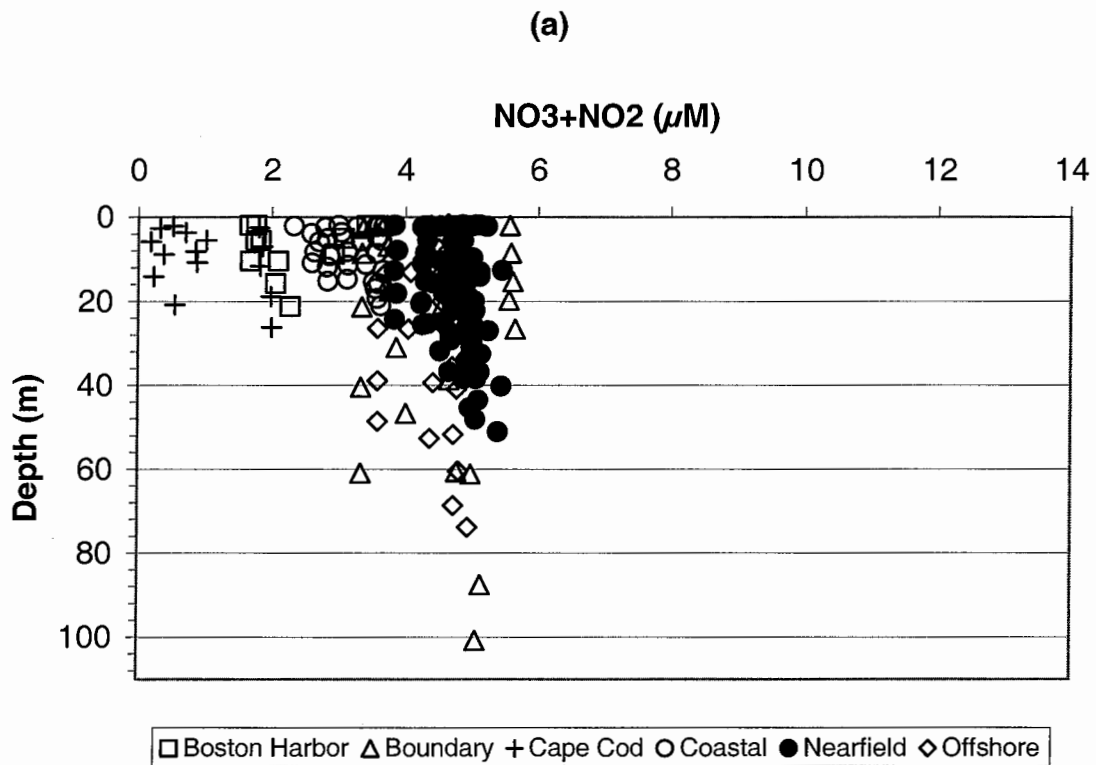 (a)
NO3+NO2 (µM)
0 2 4 6 8 10 12 14
0
20
40
60
80
100
Depth (m)
Boston Harbor Boundary Cape Cod Coastal Nearfield Offshore